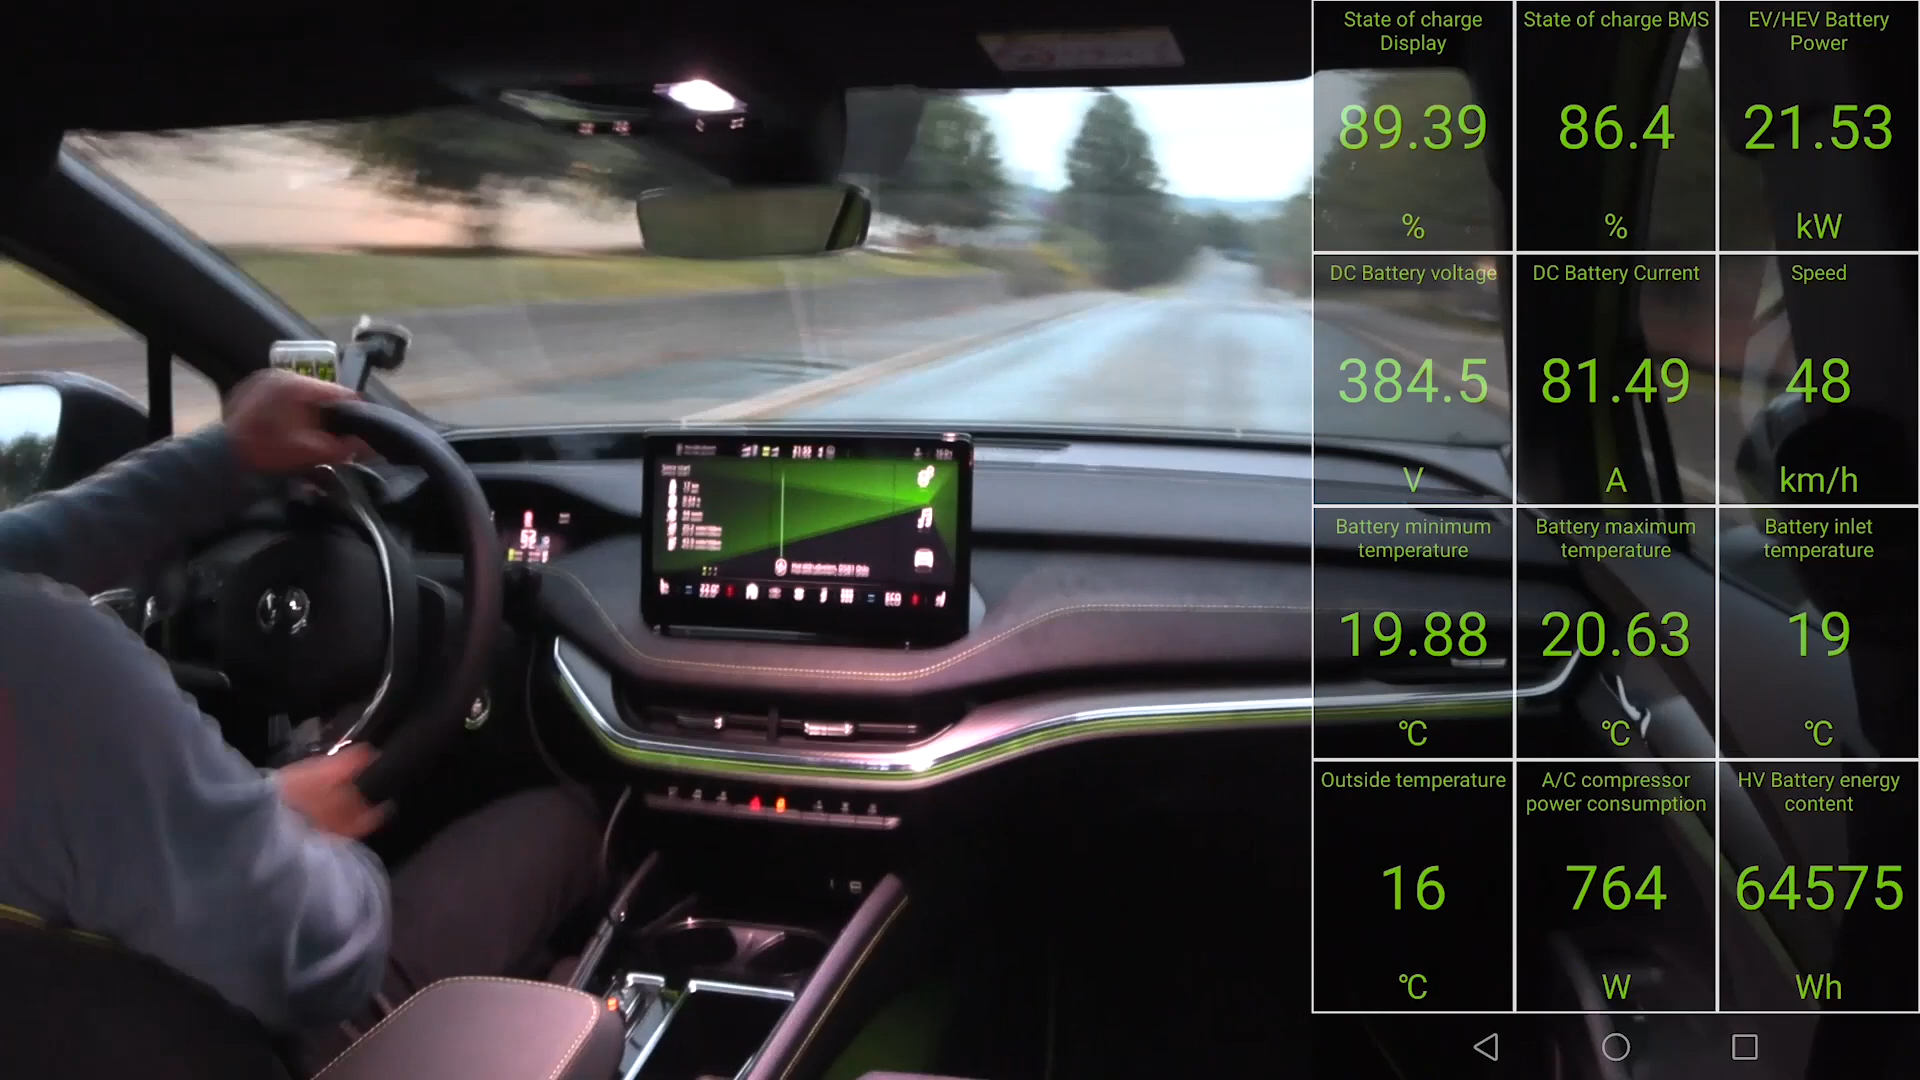 State of charge
Display
89.39
%
State of charge BMS
86.4
%
EV/HEV Battery
Power
21.53
kW
DC Battery voltage
384.5
V
DC Battery Current
81.49
A
Speed
48
km/h
Battery minimum
temperature
19.88
°C
Battery maximum
temperature
20.63
°C
Battery inlet
temperature
19
°C
Outside temperature
16
°C
A/C compressor
power consumption
764
W
HV Battery energy
content
64575
Wh
52
ECO